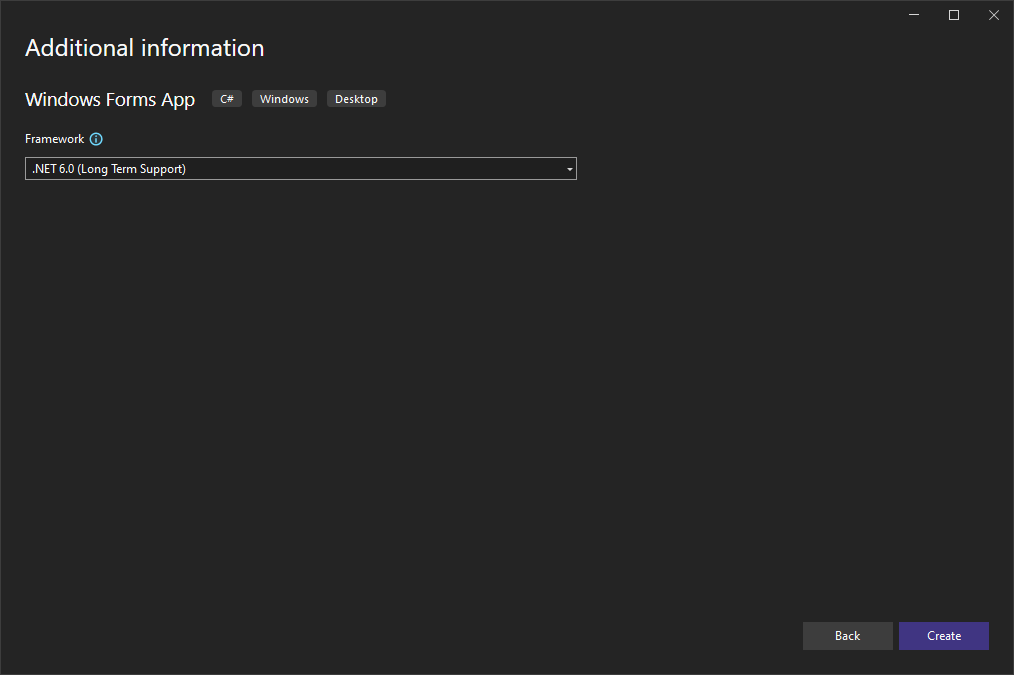 Additional information
Windows Forms App C# Windows Desktop
Framework
.NET 6.0 (Long Term Support)
Back Create